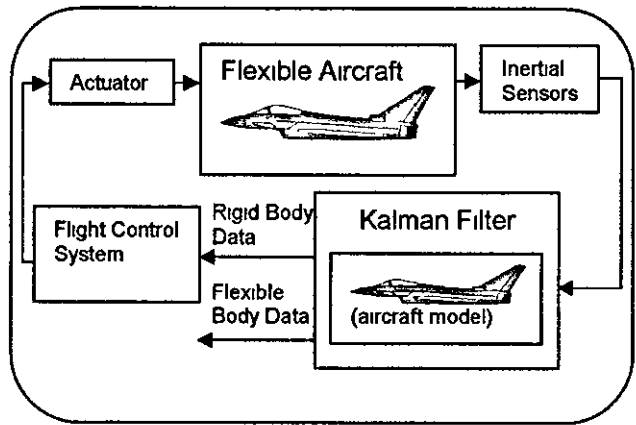 Actuator
Flexible Aircraft
Inertial
Sensors
Flight Control
System
Rigid Body
Data
Flexible
Body Data
Kalman Filter
(aircraft model)